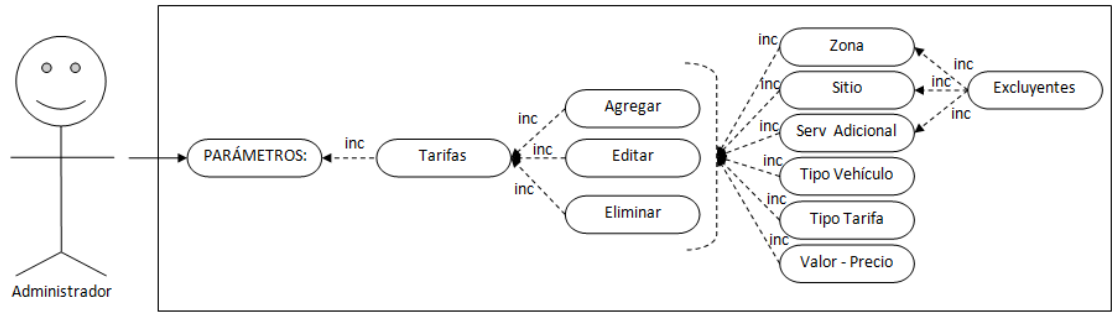 Administrador
PARÁMETROS:
inc
Tarifas
inc
inc
inc
Agregar
Editar
Eliminar
inc
inc
inc
inc
inc
inc
Zona
Sitio
Serv Adicional
Tipo Vehículo
Tipo Tarifa
Valor - Precio
inc
inc
inc
Excluyentes